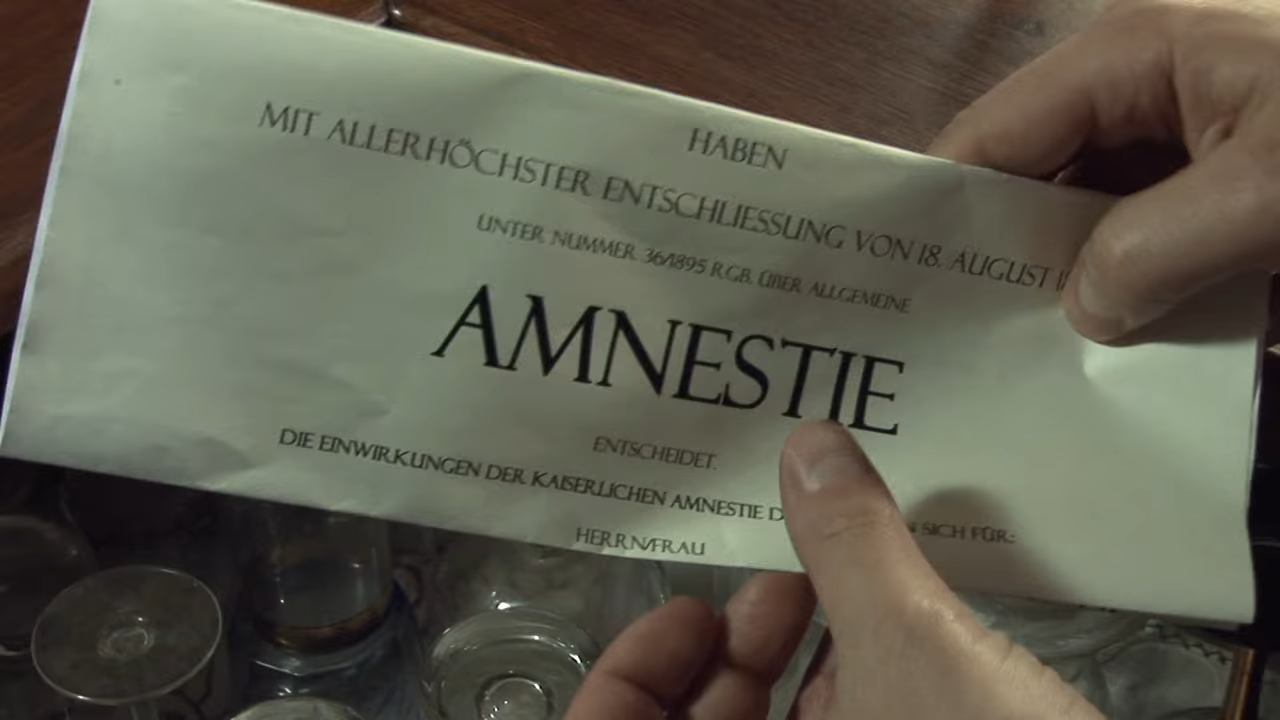 HABEN
MIT ALLERHÖCHSTER ENTSCHLIESSUNG VON 18. AUGUST
UNTER NUMMER 36/1895 R.G.B. ÜBER ALLGEMEINE
AMNESTIE
ENTSCHEIDET.
DIE EINWIRKUNGEN DER KAISERLICHEN AMNESTIE SICH FÜR:
HERRN/FRAU